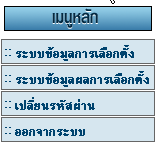 เมนูหลัก
:: ระบบข้อมูลการเลือกตั้ง
:: ระบบข้อมูลผลการเลือกตั้ง
:: เปลี่ยนรหัสผ่าน
:: ออกจากระบบ